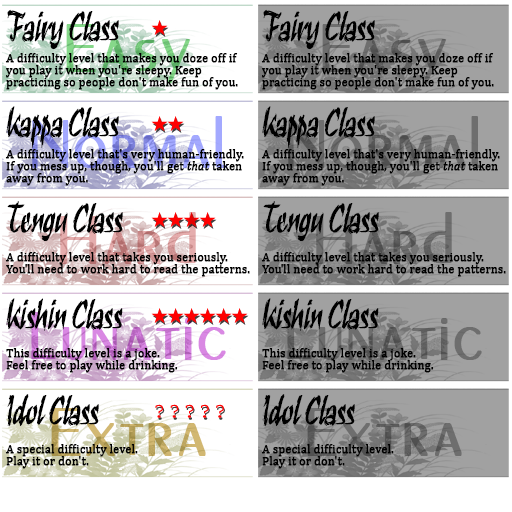 Fairy Class ★
EASY
A difficulty level that makes you doze off if
you play it when you're sleepy. Keep
practicing so people don't make fun of you.
Kappa Class ★★
NORMAL
A difficulty level that's very human-friendly.
If you mess up, though, you'll get that taken
away from you.
Tengu Class ★★★★
HARD
A difficulty level that takes you seriously.
You'll need to work hard to read the patterns.
Kishin Class ★★★★★★
LUNATIC
This difficulty level is a joke.
Feel free to play while drinking.
Idol Class ? ? ? ? ?
EXTRA
A special difficulty level.
Play it or don't.
Fairy Class
EASY
A difficulty level that makes you doze off if
you play it when you're sleepy. Keep
practicing so people don't make fun of you.
Kappa Class
NORMAL
A difficulty level that's very human-friendly.
If you mess up, though, you'll get that taken
away from you.
Tengu Class
HARD
A difficulty level that takes you seriously.
You'll need to work hard to read the patterns.
Kishin Class
LUNATIC
This difficulty level is a joke.
Feel free to play while drinking.
Idol Class
EXTRA
A special difficulty level.
Play it or don't.